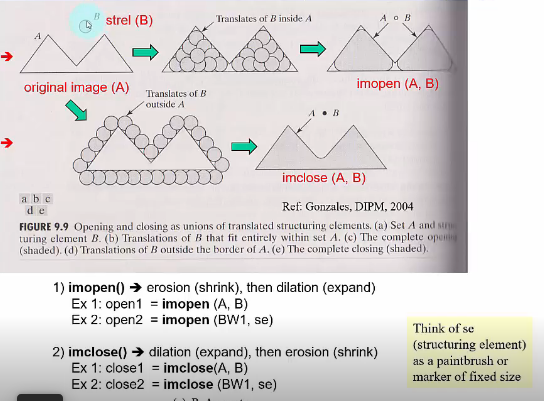 B
strel (B)
A
Translates of B inside A
A ∘ B
original image (A)
imopen (A, B)
Translates of B
outside A
A • B
imclose (A, B)
a b c
d e
Ref: Gonzales, DIPM, 2004
FIGURE 9.9 Opening and closing as unions of translated structuring elements. (a) Set A and
turing element B. (b) Translations of B that fit entirely within set A. (c) The complete
(shaded). (d) Translations of B outside the border of A. (e) The complete closing (shaded).
1) imopen() ➔ erosion (shrink), then dilation (expand)
Ex 1: open1 = imopen (A, B)
Ex 2: open2 = imopen (BW1, se)
2) imclose() ➔ dilation (expand), then erosion (shrink)
Ex 1: close1 = imclose(A, B)
Ex 2: close2 = imclose (BW1, se)
Think of se
(structuring element)
as a paintbrush or
marker of fixed size